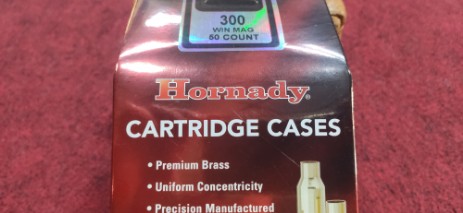 300
WIN MAG
50 COUNT
Hornady®
CARTRIDGE CASES
• Premium Brass
• Uniform Concentricity
• Precision Manufactured